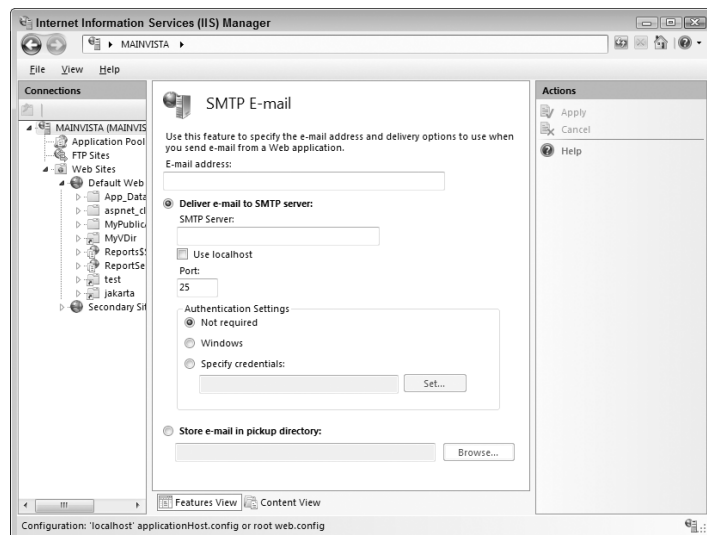 Internet Information Services (IIS) Manager
MAINVISTA
File View Help
Connections
MAINVISTA (MAINVIS
Application Pool
FTP Sites
Web Sites
Default Web
App_Data
aspnet_cl
MyPublic
MyVDir
Reports$S
ReportSe
test
jakarta
Secondary Sit
SMTP E-mail
Use this feature to specify the e-mail address and delivery options to use when
you send e-mail from a Web application.
E-mail address:
Deliver e-mail to SMTP server:
SMTP Server:
Use localhost
Port:
25
Authentication Settings
Not required
Windows
Specify credentials:
Set...
Store e-mail in pickup directory:
Browse...
Features View Content View
Actions
Apply
Cancel
Help
Configuration: 'localhost' applicationHost.config or root web.config